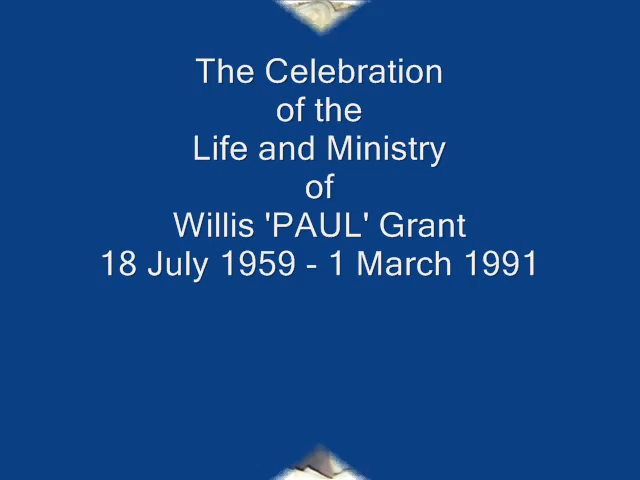 The Celebration
of the
Life and Ministry
of
Willis 'PAUL' Grant
18 July 1959 - 1 March 1991